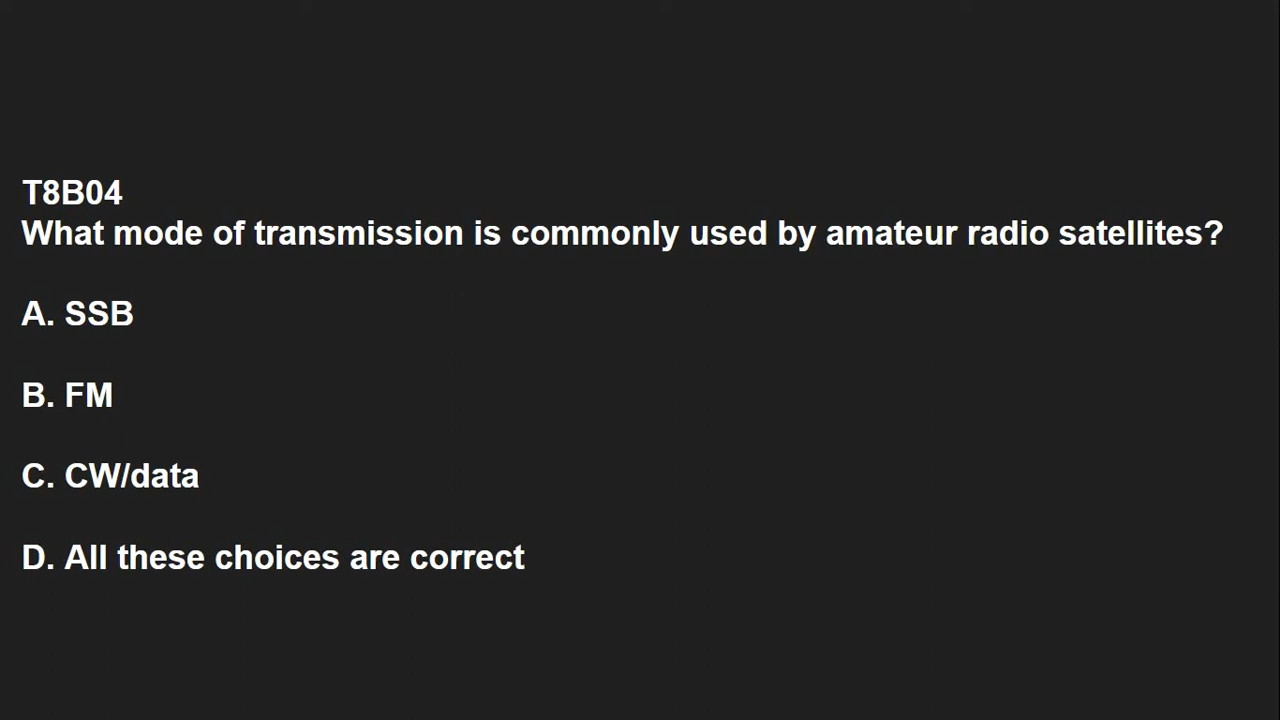 T8B04
What mode of transmission is commonly used by amateur radio satellites?
A. SSB
B. FM
C. CW/data
D. All these choices are correct